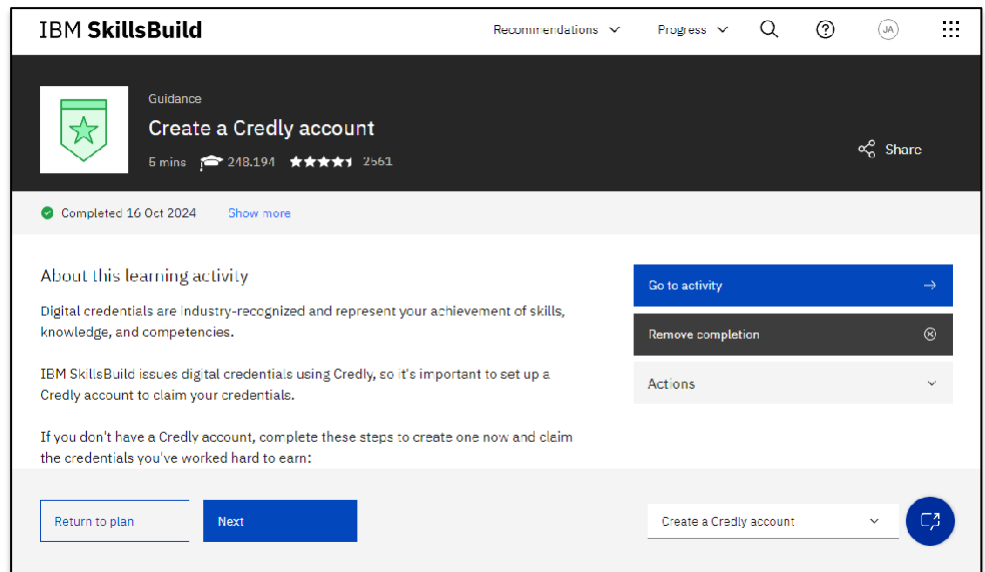 IBM SkillsBuild
Recommendations
Progress
JA
Guidance
Create a Credly account
5 mins 248.194 2561
Share
Completed 16 Oct 2024 Show more
About this learning activity
Digital credentials are industry-recognized and represent your achievement of skills,
knowledge, and competencies.
IBM SkillsBuild issues digital credentials using Credly, so it's important to set up a
Credly account to claim your credentials.
If you don't have a Credly account, complete these steps to create one now and claim
the credentials you've worked hard to earn:
Go to activity
Remove completion
Actions
Return to plan
Next
Create a Credly account